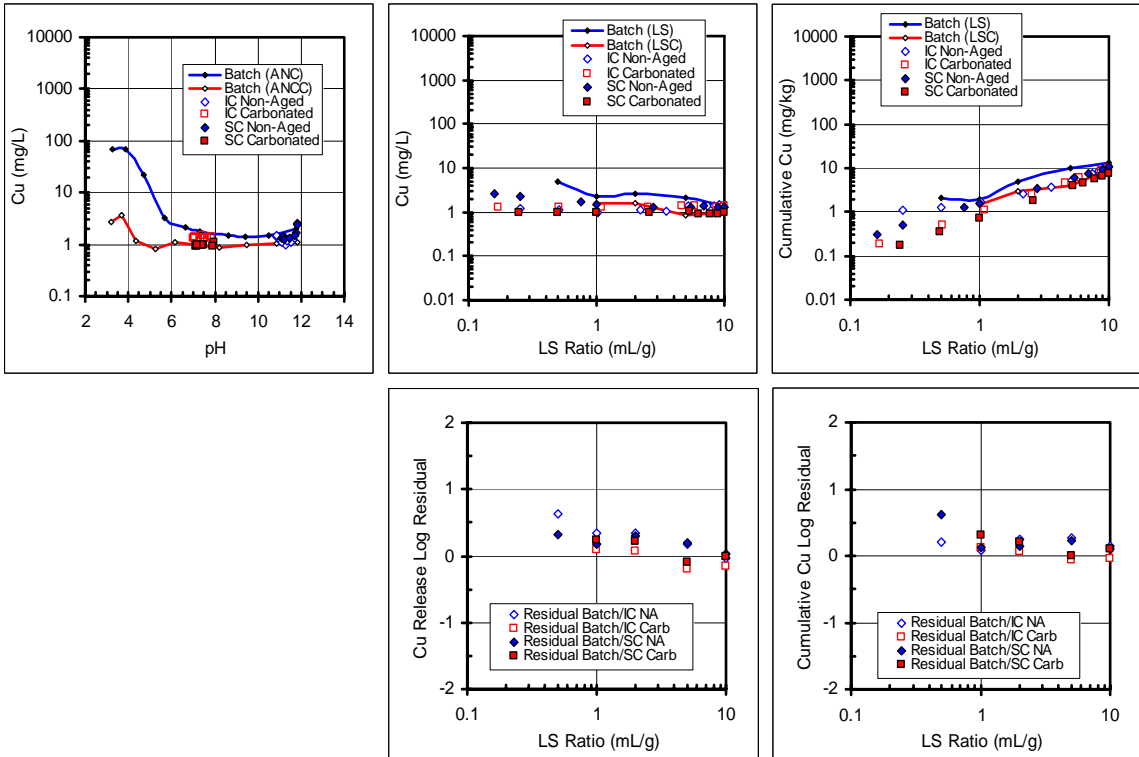 10000
1000
100
10
1
0.1
Cu (mg/L)
Batch (ANC)
Batch (ANCC)
IC Non-Aged
IC Carbonated
SC Non-Aged
SC Carbonated
2 4 6 8 10 12 14
pH
10000
1000
100
10
1
0.1
0.01
Cu (mg/L)
Batch (LS)
Batch (LSC)
IC Non-Aged
IC Carbonated
SC Non-Aged
SC Carbonated
0.1 1 10
LS Ratio (mL/g)
10000
1000
100
10
1
0.1
0.01
Cumulative Cu (mg/kg)
Batch (LS)
Batch (LSC)
IC Non-Aged
IC Carbonated
SC Non-Aged
SC Carbonated
0.1 1 10
LS Ratio (mL/g)
2
1
0
-1
-2
Cu Release Log Residual
Residual Batch/IC NA
Residual Batch/IC Carb
Residual Batch/SC NA
Residual Batch/SC Carb
0.1 1 10
LS Ratio (mL/g)
2
1
0
-1
-2
Cumulative Cu Log Residual
Residual Batch/IC NA
Residual Batch/IC Carb
Residual Batch/SC NA
Residual Batch/SC Carb
0.1 1 10
LS Ratio (mL/g)